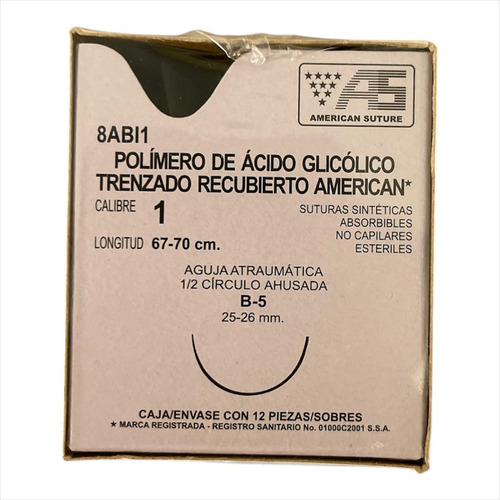 AS
AMERICAN SUTURE
8ABI1
POLÍMERO DE ÁCIDO GLICÓLICO
TRENZADO RECUBIERTO AMERICAN*
CALIBRE 1
LONGITUD 67-70 cm.
SUTURAS SINTÉTICAS
ABSORBIBLES
NO CAPILARES
ESTERILES
AGUJA ATRAUMÁTICA
1/2 CÍRCULO AHUSADA
B-5
25-26 mm.
CAJA/ENVASE CON 12 PIEZAS/SOBRES
* MARCA REGISTRADA - REGISTRO SANITARIO No. 01000C2001 S.S.A.